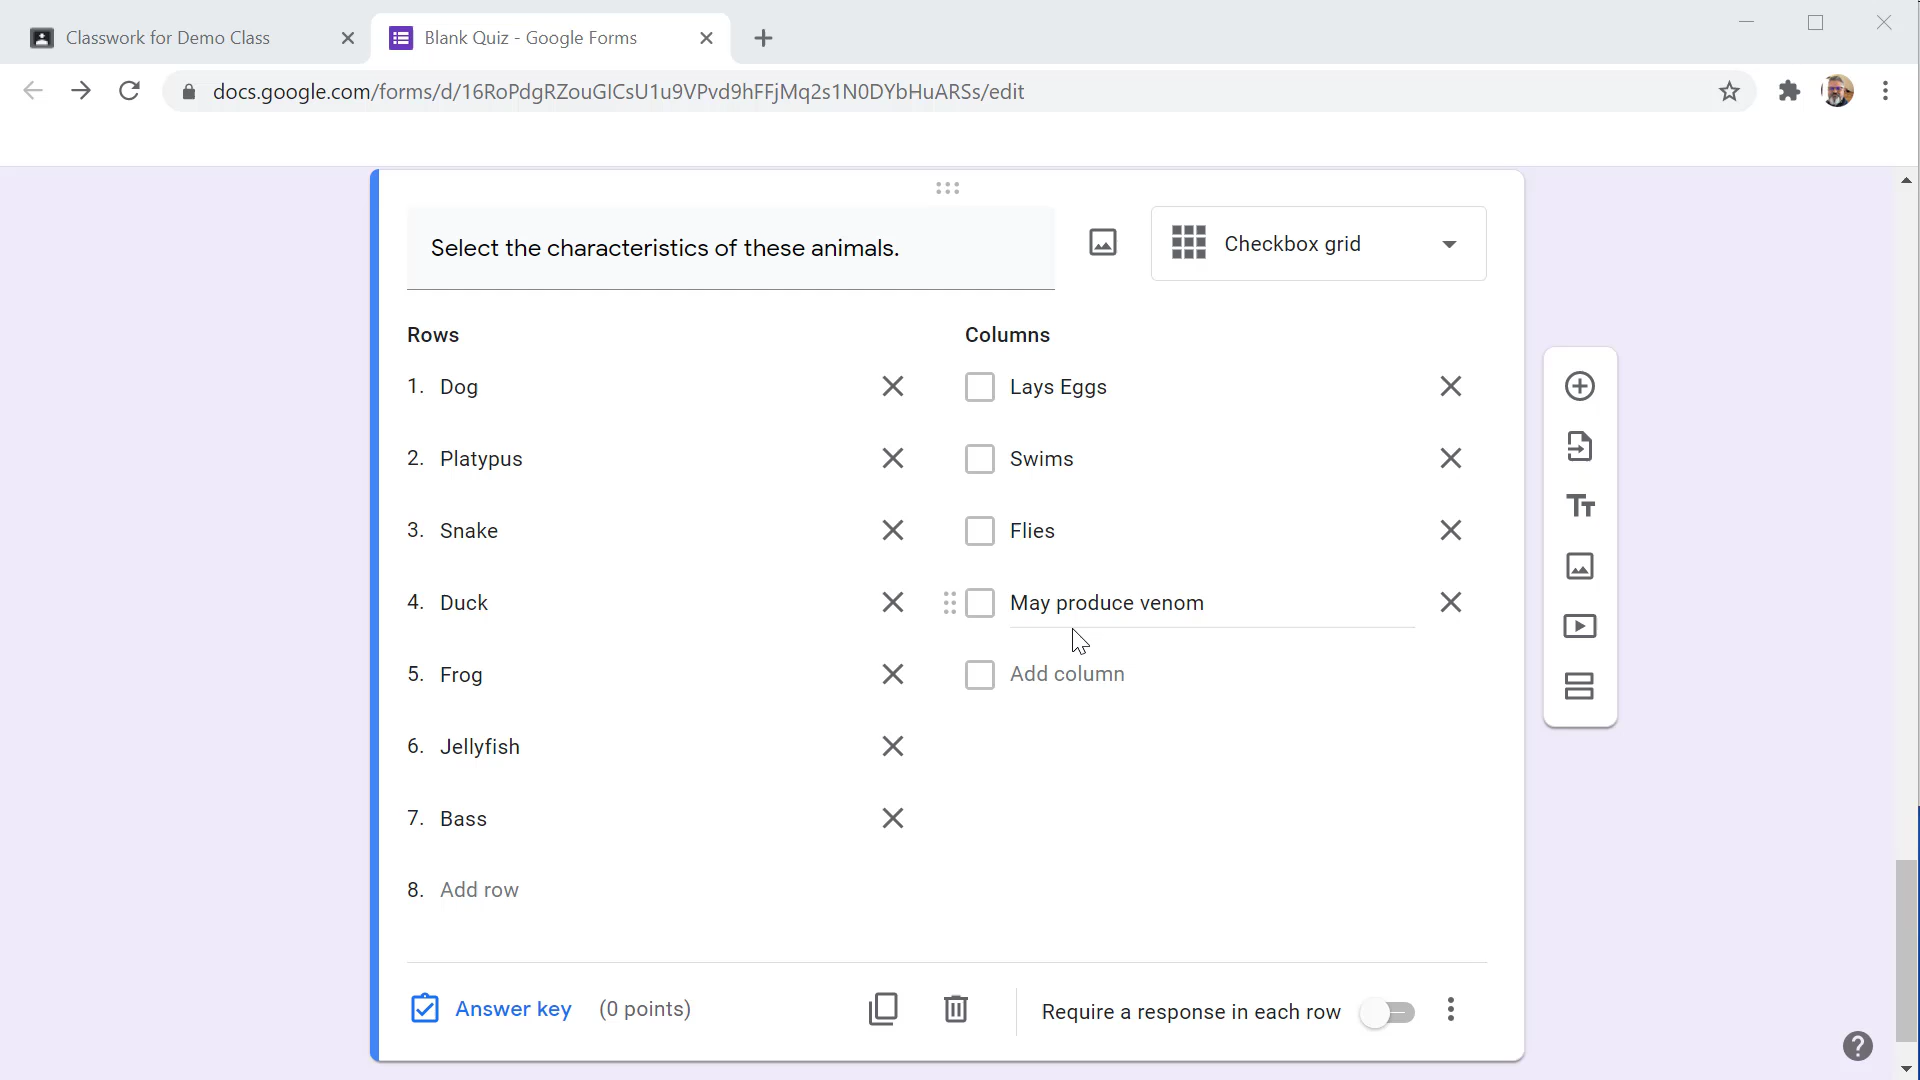 Classwork for Demo Class
Blank Quiz - Google Forms
docs.google.com/forms/d/16RoPdgRZouGICsU1u9VPvd9hFFjMq2s1N0DYbHuARSs/edit
Select the characteristics of these animals.
Checkbox grid
Rows
Columns
1. Dog
Lays Eggs
2. Platypus
Swims
3. Snake
Flies
4. Duck
May produce venom
5. Frog
Add column
6. Jellyfish
7. Bass
8. Add row
Answer key (0 points)
Require a response in each row